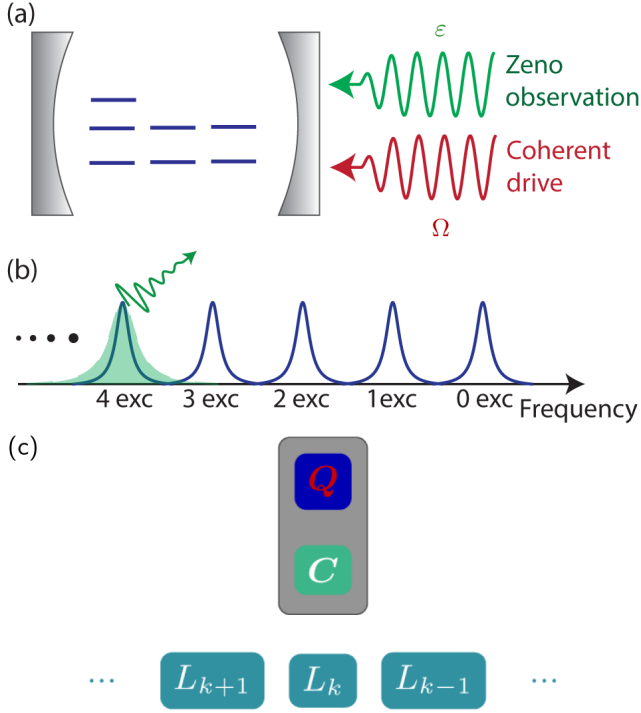 (a)
ε
Zeno
observation
Coherent
drive
Ω
(b)
4 exc 3 exc 2 exc 1exc 0 exc
Frequency
(c)
Q
C
... L_{k+1} L_k L_{k-1} ...